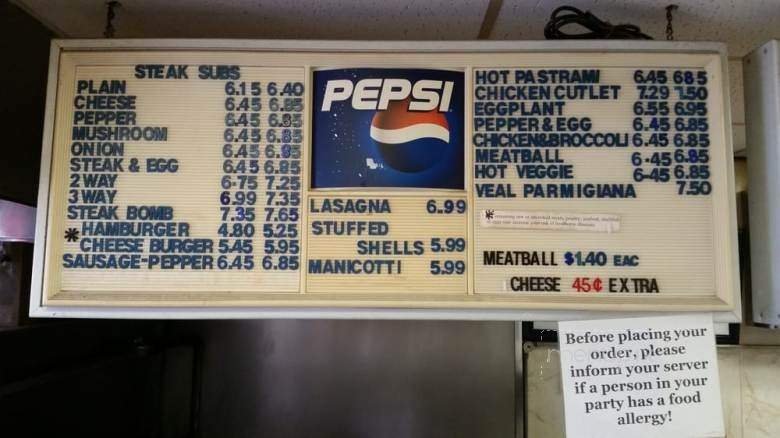 STEAK SUBS
PLAIN 6.15 6.40
CHEESE 6.45 6.85
PEPPER 6.45 6.85
MUSHROOM 6.45 6.85
ONION 6.45 6.85
STEAK & EGG 6.45 6.85
2 WAY 6-75 7.25
3 WAY 6.99 7.35
STEAK BOMB 7.35 7.65
*HAMBURGER 4.80 5.25
*CHEESE BURGER 5.45 5.95
SAUSAGE-PEPPER 6.45 6.85
PEPSI
LASAGNA 6.99
STUFFED
SHELLS 5.99
MANICOTTI 5.99
HOT PASTRAMI 6.45 685
CHICKEN CUTLET 7.29 7.50
EGGPLANT 6.55 6.95
PEPPER & EGG 6.45 6.85
CHICKEN&BROCCOLI 6.45 6.85
MEATBALL 6-45 6.85
HOT VEGGIE 6-45 6.85
VEAL PARMIGIANA 7.50
MEATBALL $1.40 EAC
CHEESE 45¢ EXTRA
Before placing your
order, please
inform your server
if a person in your
party has a food
allergy!